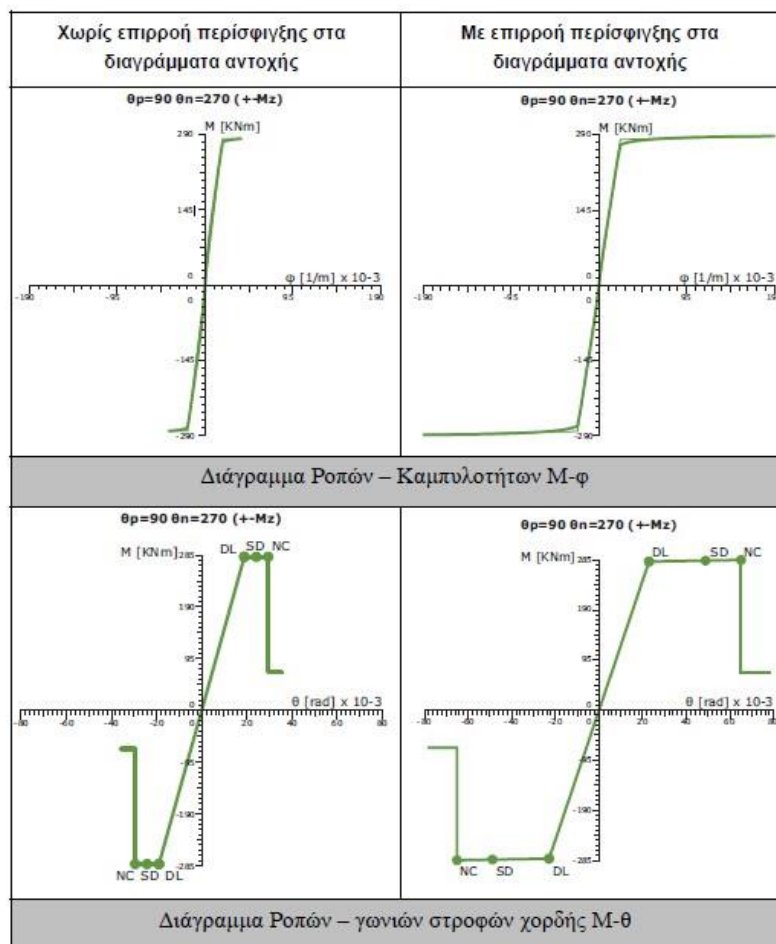 Χωρίς επιρροή περίσφιγξης στα
διαγράμματα αντοχής
Με επιρροή περίσφιγξης στα
διαγράμματα αντοχής
θp=90 θn=270 (+-Mz)
M [KNm]
290
145
0
φ [1/m] x 10-3
-190
-95
0
95
190
-145
-290
θp=90 θn=270 (+-Mz)
M [KNm]
290
145
0
φ [1/m] x 10-3
-190
-95
0
95
190
-145
-290
Διάγραμμα Ροπών – Καμπυλοτήτων Μ-φ
θp=90 θn=270 (+-Mz)
M [KNm]
285
DL
SD
NC
190
95
0
θ [rad] x 10-3
-80
-60
-40
-20
0
20
40
60
80
-95
-190
-285
NC
SD
DL
θp=90 θn=270 (+-Mz)
M [KNm]
285
DL
SD
NC
190
95
0
θ [rad] x 10-3
-80
-60
-40
-20
0
20
40
60
80
-95
-190
-285
NC
SD
DL
Διάγραμμα Ροπών – γωνιών στροφών χορδής Μ-θ